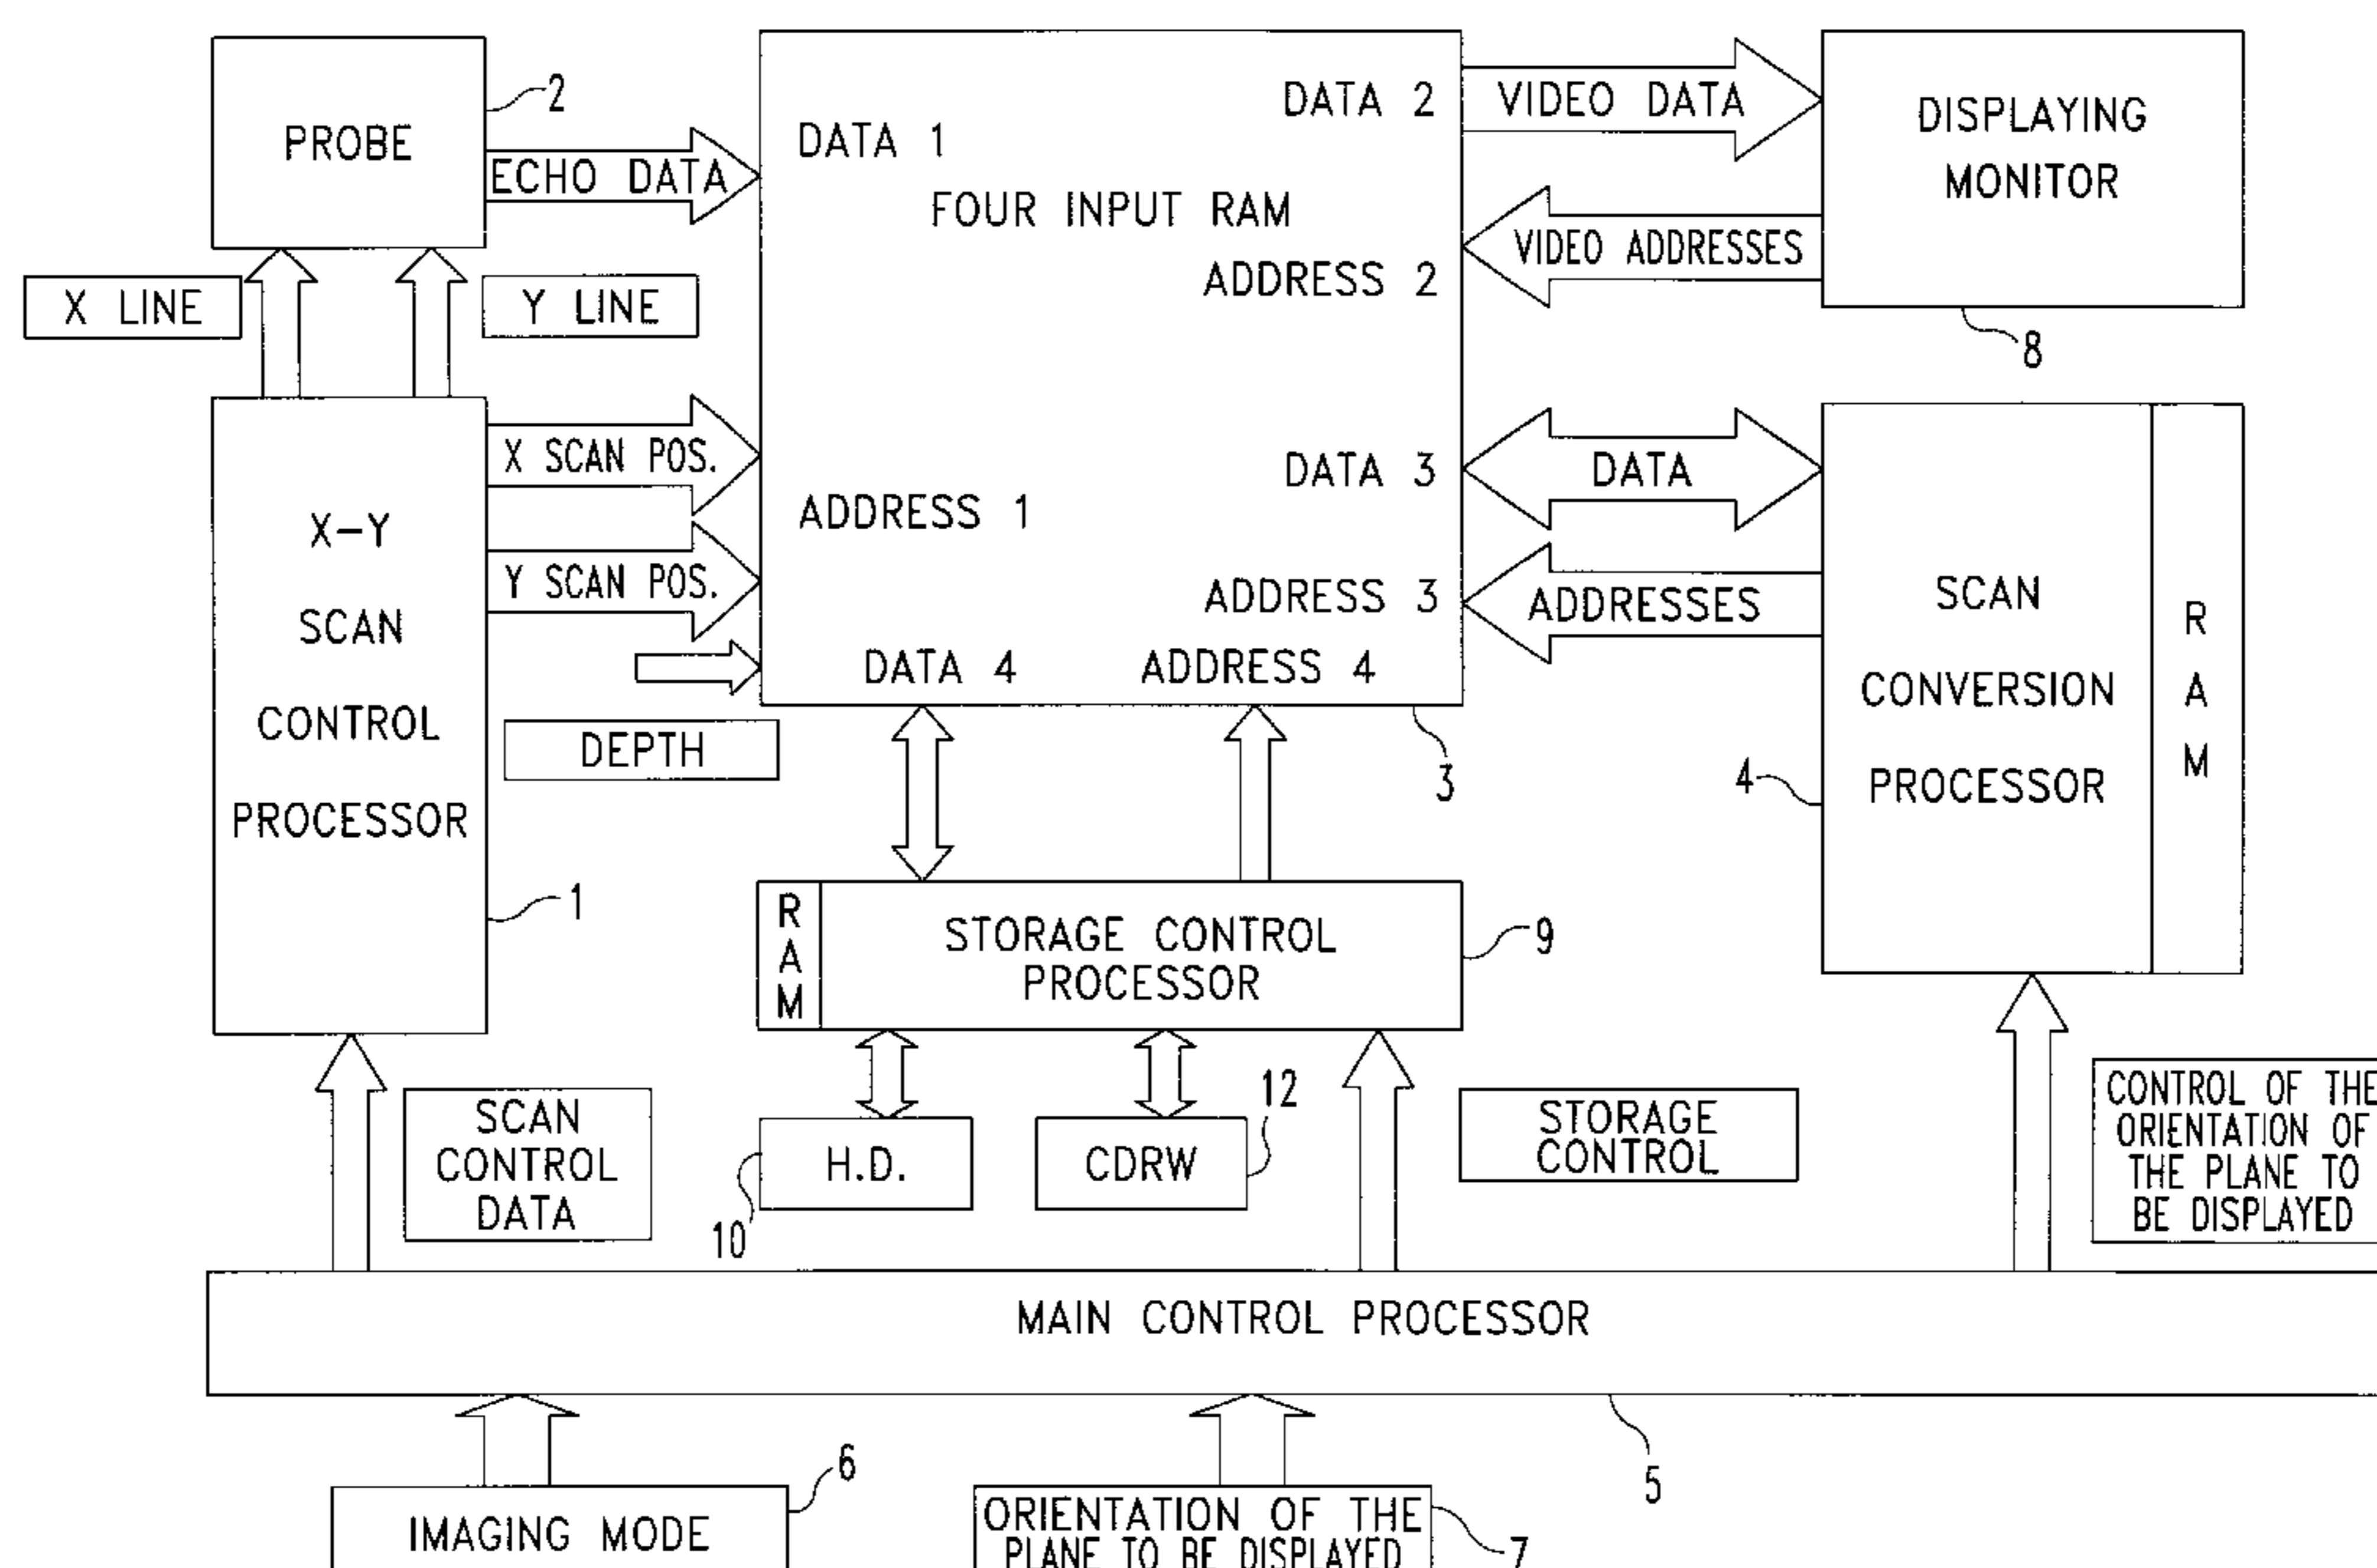 PROBE
2
ECHO DATA
X LINE
Y LINE
DATA 1
FOUR INPUT RAM
DATA 2
ADDRESS 2
VIDEO DATA
VIDEO ADDRESSES
DISPLAYING
MONITOR
8
X-Y
SCAN
CONTROL
PROCESSOR
1
X SCAN POS.
Y SCAN POS.
ADDRESS 1
DATA 3
ADDRESS 3
DATA 4
ADDRESS 4
DEPTH
3
DATA
ADDRESSES
SCAN
CONVERSION
PROCESSOR
R
A
M
4
R
A
M
STORAGE CONTROL
PROCESSOR
9
SCAN
CONTROL
DATA
H.D.
10
CDRW
12
STORAGE
CONTROL
CONTROL OF THE
ORIENTATION OF
THE PLANE TO
BE DISPLAYED
MAIN CONTROL PROCESSOR
5
IMAGING MODE
6
ORIENTATION OF THE
PLANE TO BE DISPLAYED
7